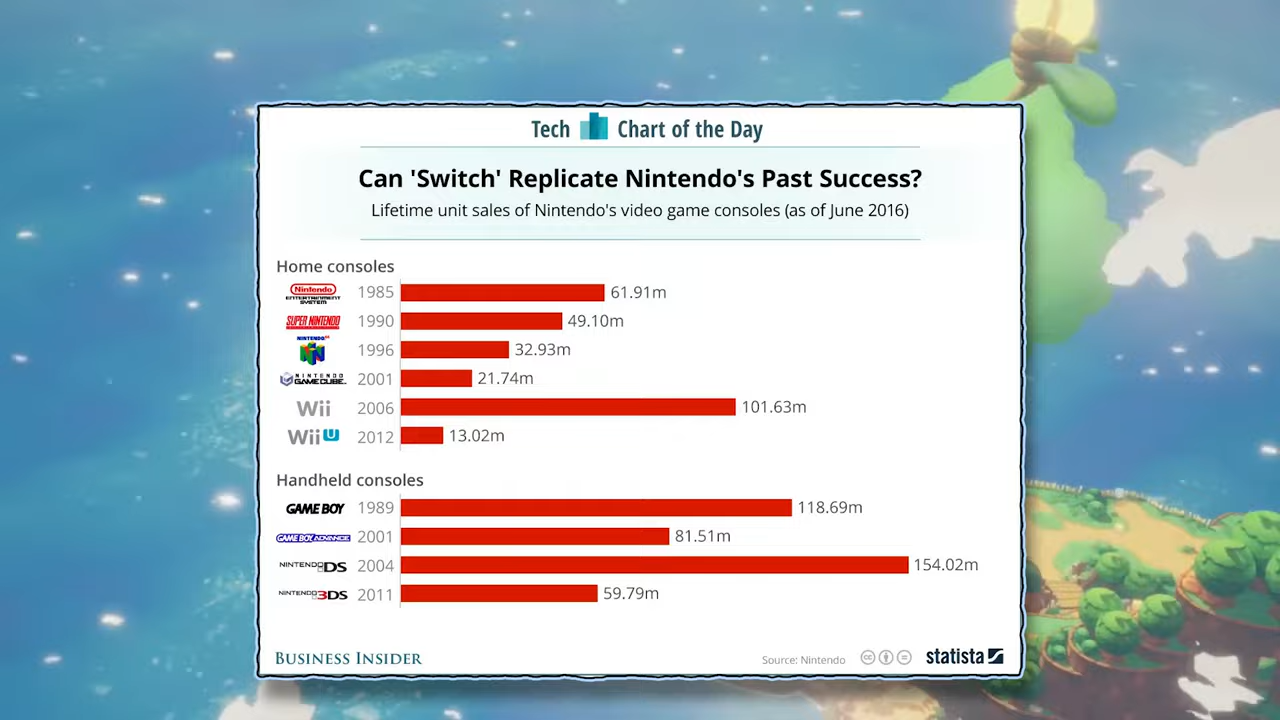 Tech Chart of the Day
Can 'Switch' Replicate Nintendo's Past Success?
Lifetime unit sales of Nintendo's video game consoles (as of June 2016)
Home consoles
Nintendo ENTERTAINMENT SYSTEM 1985 61.91m
SUPER NINTENDO 1990 49.10m
NINTENDO 64 1996 32.93m
NINTENDO GAMECUBE 2001 21.74m
Wii 2006 101.63m
Wii U 2012 13.02m
Handheld consoles
GAME BOY 1989 118.69m
GAME BOY ADVANCE 2001 81.51m
NINTENDO DS 2004 154.02m
NINTENDO 3DS 2011 59.79m
BUSINESS INSIDER Source: Nintendo cc statista